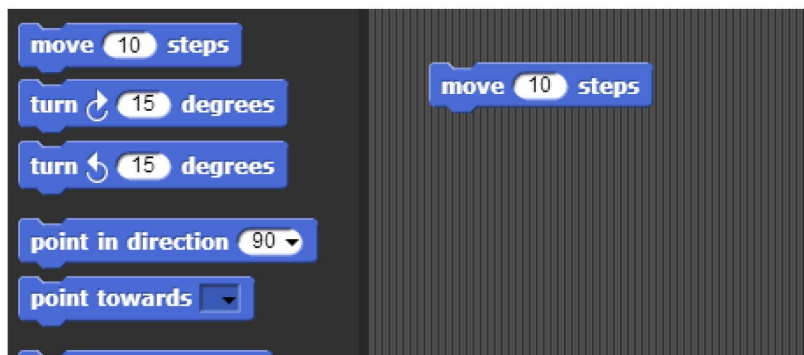 move 10 steps
turn 15 degrees
turn 15 degrees
point in direction 90
point towards
move 10 steps